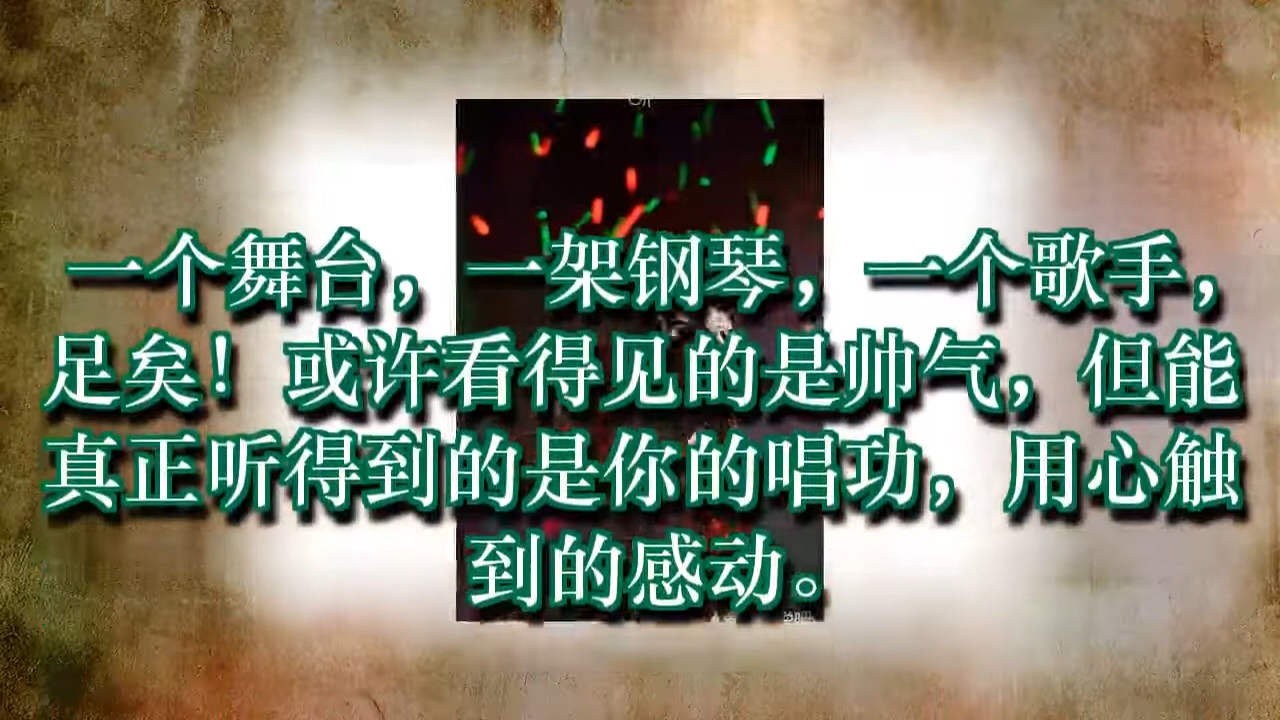 一个舞台，一架钢琴，一个歌手，
足矣！或许看得见的是帅气，但能
真正听得到的是你的唱功，用心触
到的感动。